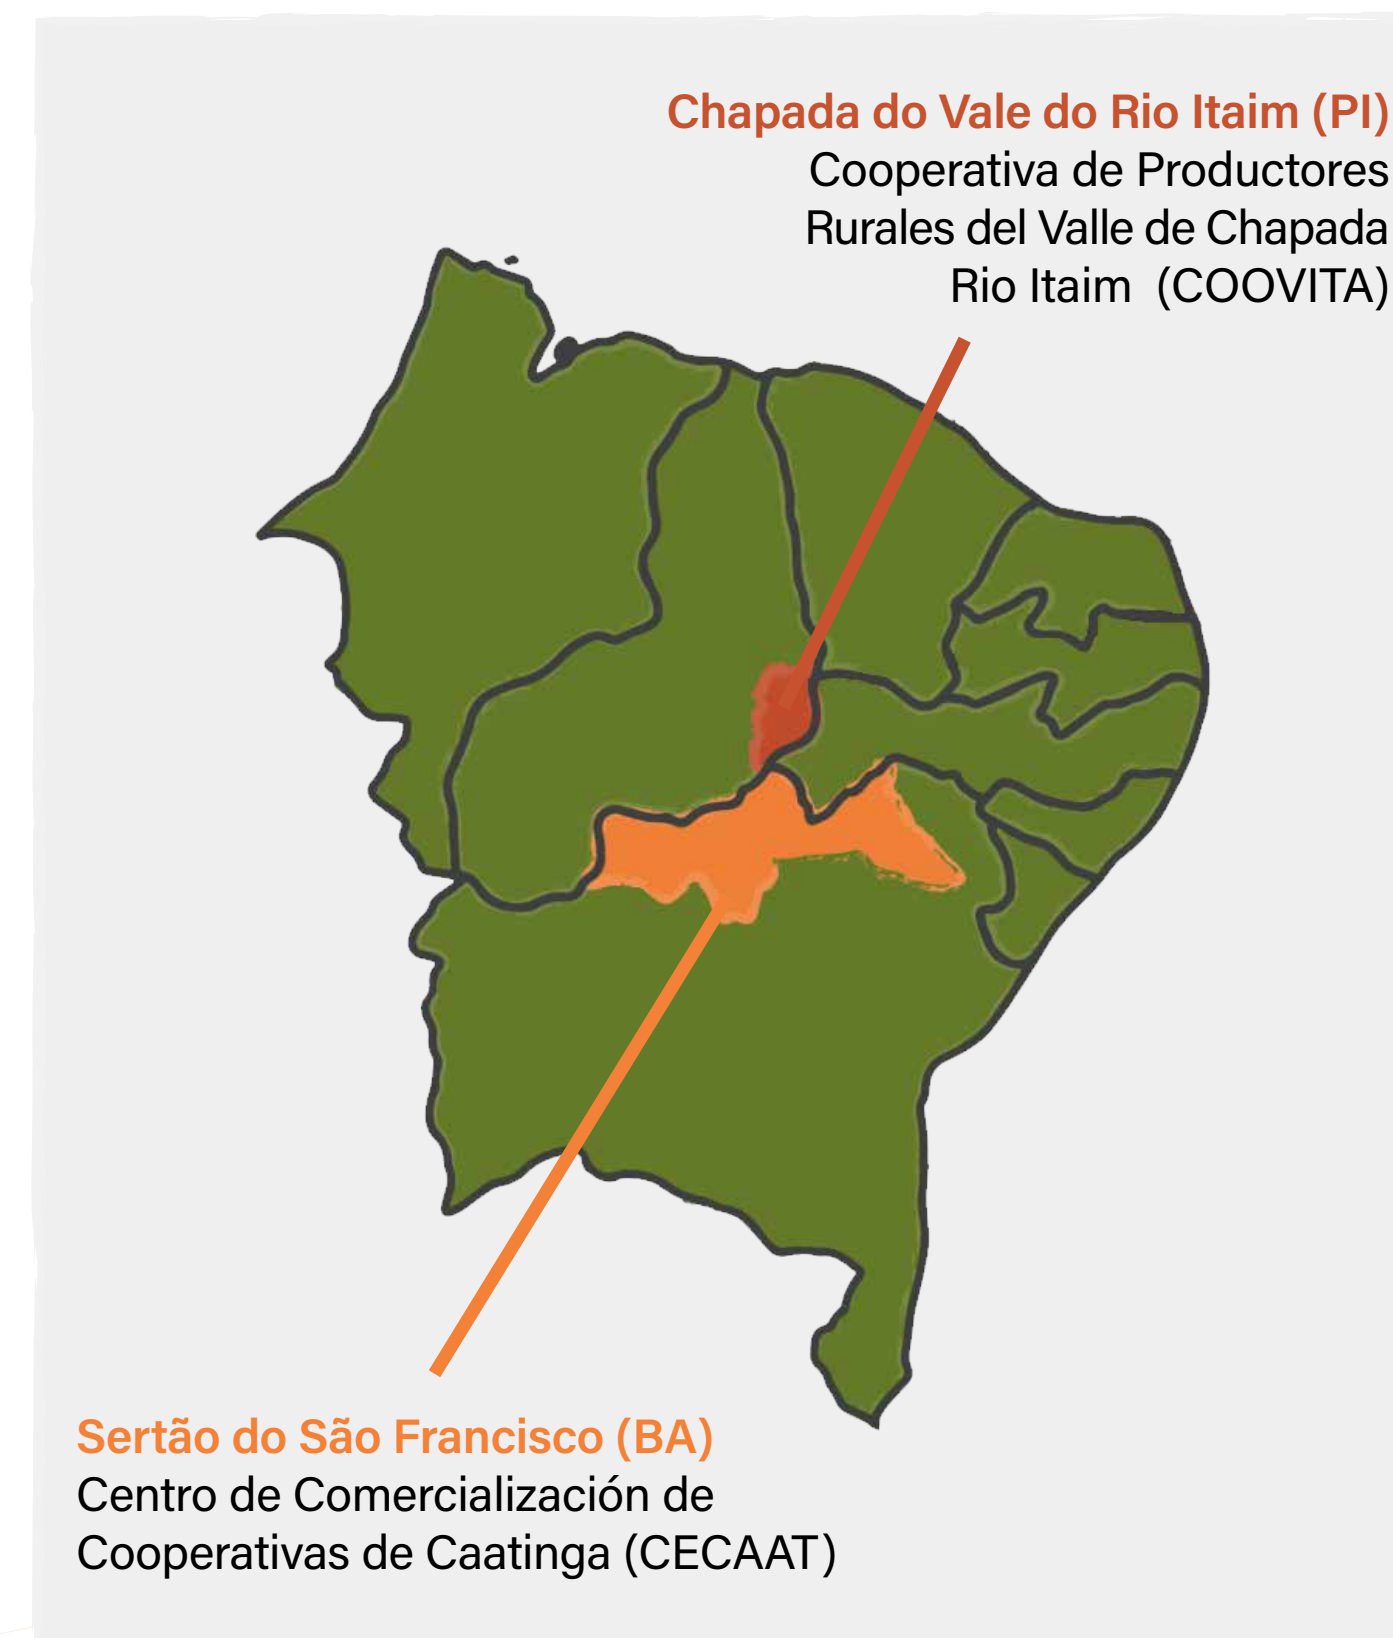 Chapada do Vale do Rio Itaim (PI)
Cooperativa de Productores
Rurales del Valle de Chapada
Rio Itaim (COOVITA)
Sertão do São Francisco (BA)
Centro de Comercialización de
Cooperativas de Caatinga (CECAAT)